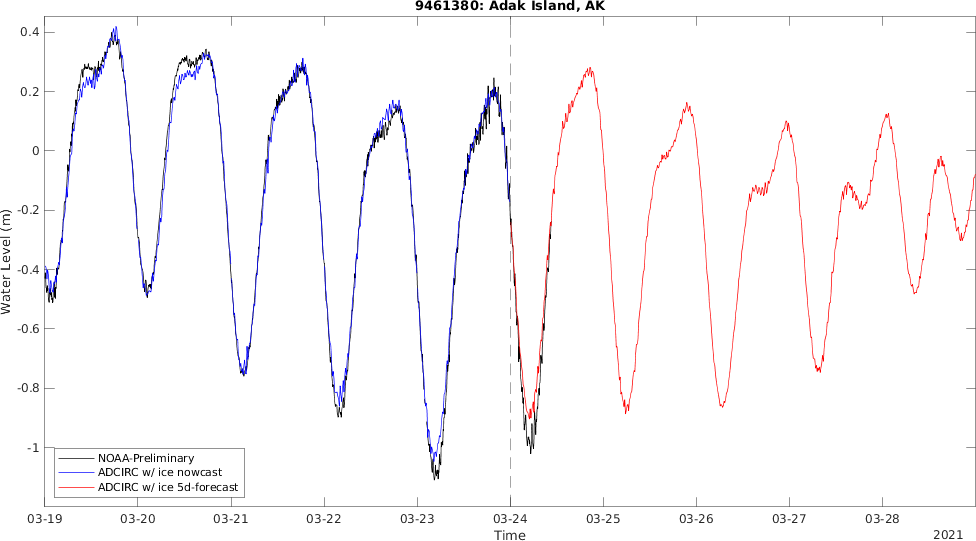 9461380: Adak Island, AK
0.4
0.2
0
-0.2
-0.4
-0.6
-0.8
-1
Water Level (m)
NOAA-Preliminary
ADCIRC w/ ice nowcast
ADCIRC w/ ice 5d-forecast
03-19 03-20 03-21 03-22 03-23 03-24 03-25 03-26 03-27 03-28
Time
2021